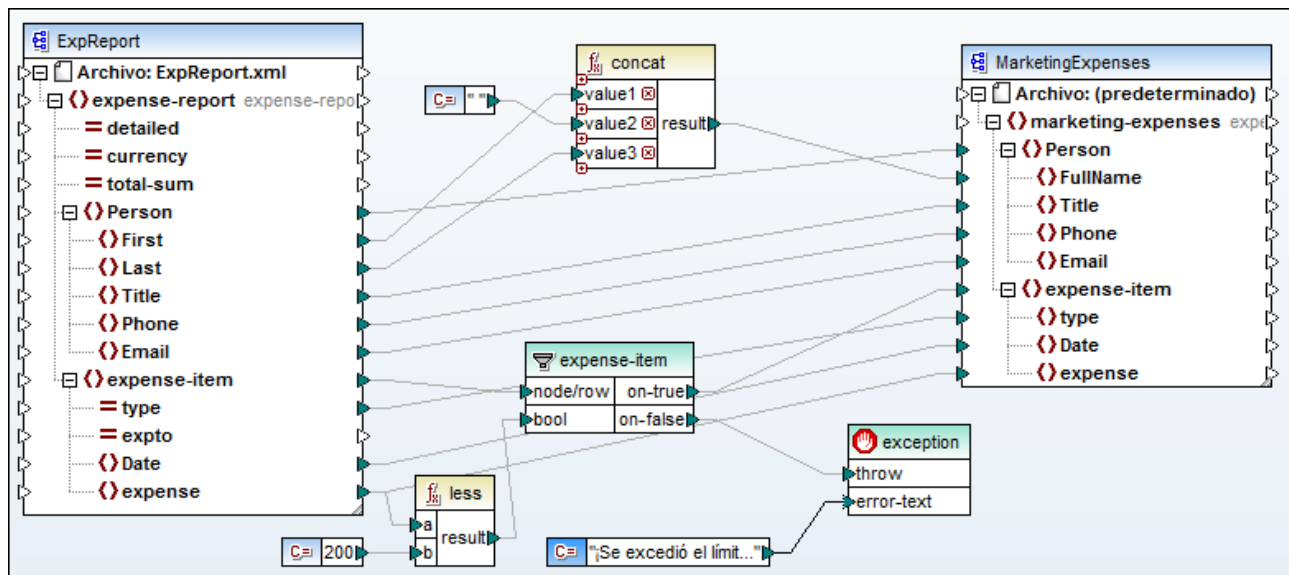 ExpReport
Archivo: ExpReport.xml
expense-report expense-repo
detailed
currency
total-sum
Person
First
Last
Title
Phone
Email
expense-item
type
expto
Date
expense
C= " "
concat
value1
value2
value3
result
MarketingExpenses
Archivo: (predeterminado)
marketing-expenses expe
Person
FullName
Title
Phone
Email
expense-item
type
Date
expense
expense-item
node/row on-true
bool on-false
exception
throw
error-text
less
a
b
result
C= 200
C= "¡Se excedió el límit..."